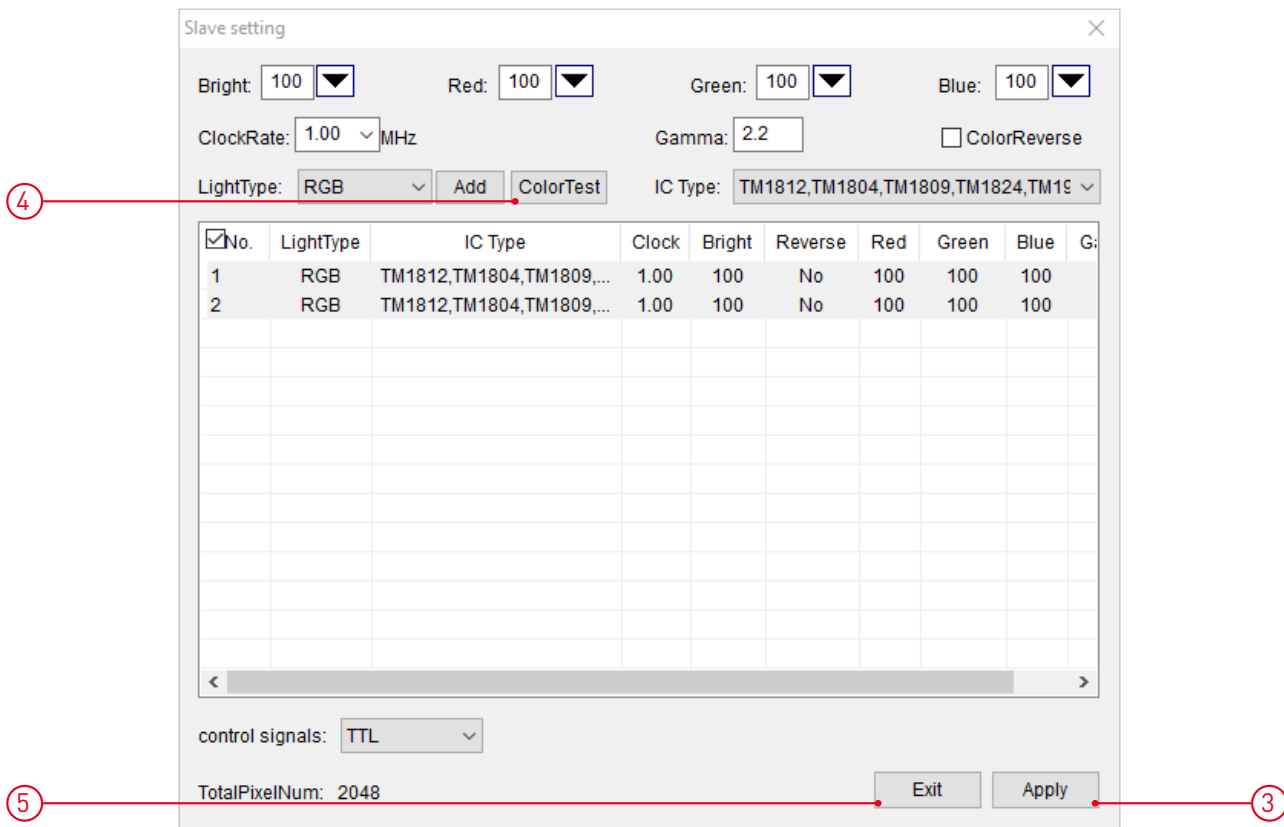 Slave setting
Bright: 100 Red: 100 Green: 100 Blue: 100
ClockRate: 1.00 MHz Gamma: 2.2 ColorReverse
4 LightType: RGB Add ColorTest IC Type: TM1812,TM1804,TM1809,TM1824,TM19
No. LightType IC Type Clock Bright Reverse Red Green Blue Ga
1 RGB TM1812,TM1804,TM1809,... 1.00 100 No 100 100 100
2 RGB TM1812,TM1804,TM1809,... 1.00 100 No 100 100 100
control signals: TTL
5 TotalPixelNum: 2048 Exit Apply 3